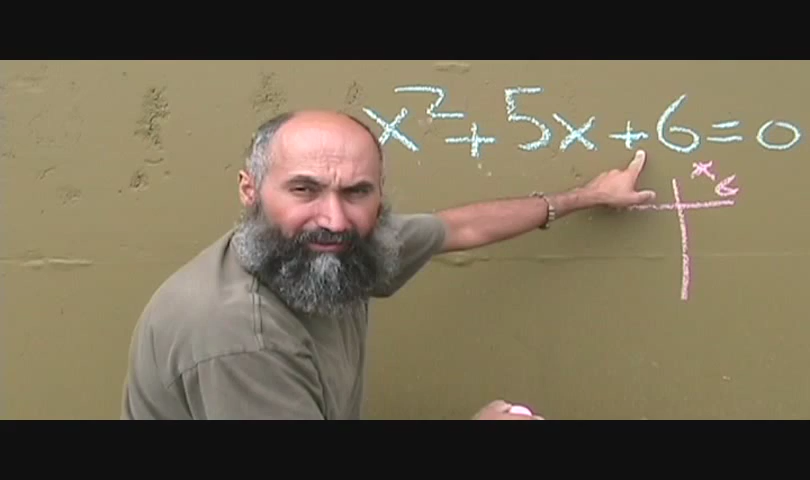 x² + 5x + 6 = 0
x 6